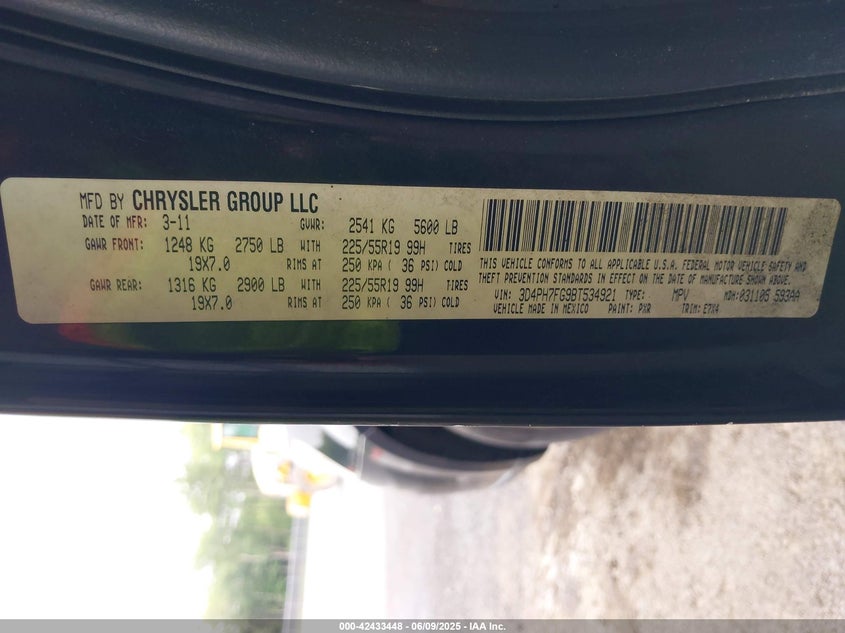 MFD BY CHRYSLER GROUP LLC
DATE OF MFR: 3-11 GVWR: 2541 KG 5600 LB
GAWR FRONT: 1248 KG 2750 LB WITH 225/55R19 99H TIRES
19X7.0 RIMS AT 250 KPA ( 36 PSI) COLD
GAWR REAR: 1316 KG 2900 LB WITH 225/55R19 99H TIRES
19X7.0 RIMS AT 250 KPA ( 36 PSI) COLD
THIS VEHICLE CONFORMS TO ALL APPLICABLE U.S.A. FEDERAL MOTOR VEHICLE SAFETY AND
THEFT PREVENTION STANDARDS IN EFFECT ON THE DATE OF MANUFACTURE SHOWN ABOVE.
VIN: 3D4PH7FG9BT534921 TYPE: MPV MDH:031105 593AA
VEHICLE MADE IN MEXICO PAINT: PXR TRIM: E7X4
000-42433448 - 06/09/2025 - IAA Inc.